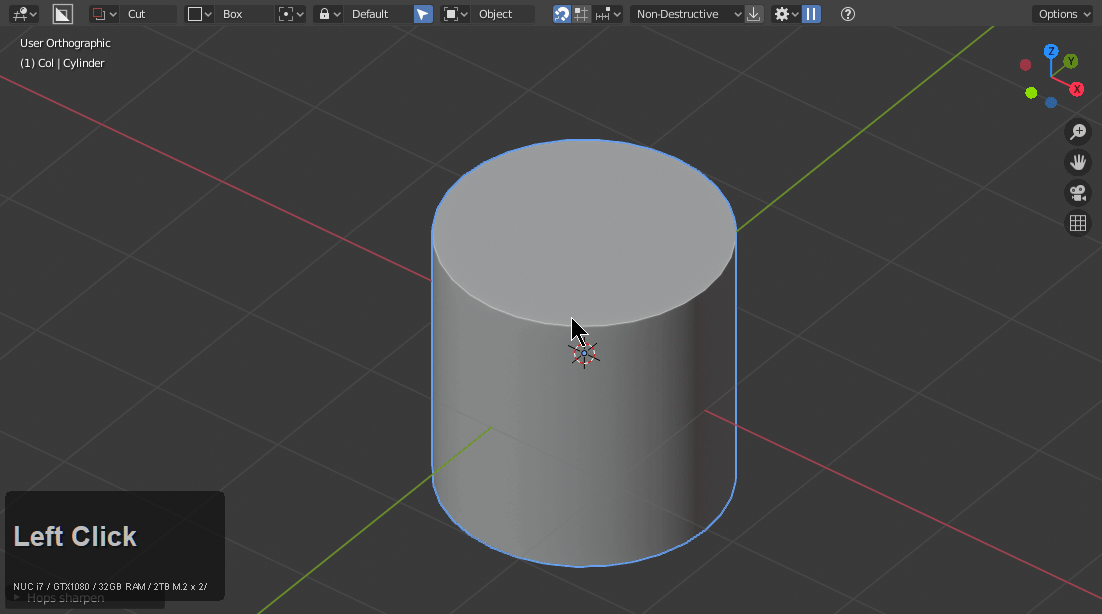 Cut Box Default Object Non-Destructive Options
User Orthographic
(1) Col | Cylinder
Z
Y
X
Left Click
NUC i7 / GTX1080 / 32GB RAM / 2TB M.2 x 2/
Hops sharpen